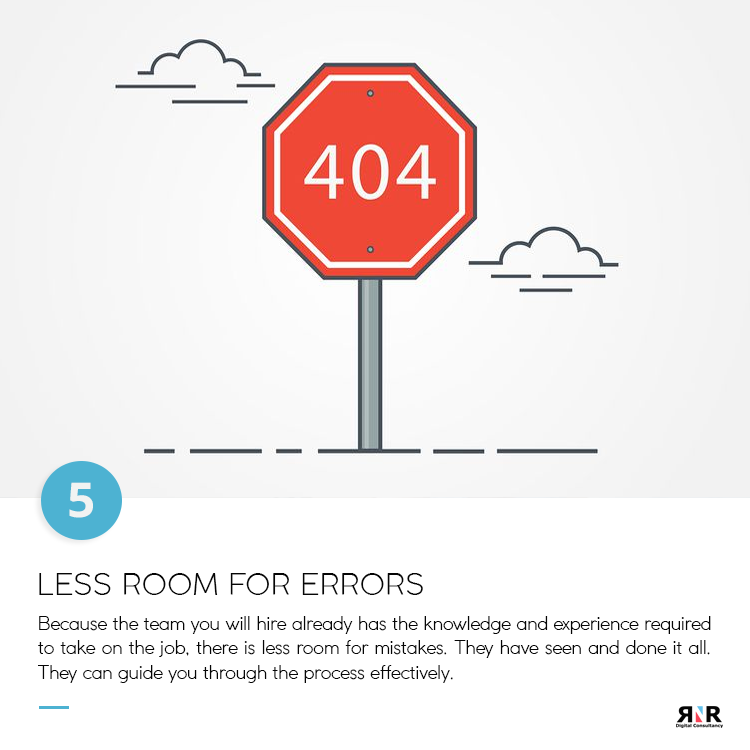 404
5
LESS ROOM FOR ERRORS
Because the team you will hire already has the knowledge and experience required
to take on the job, there is less room for mistakes. They have seen and done it all.
They can guide you through the process effectively.
RNR
Digital Consultancy